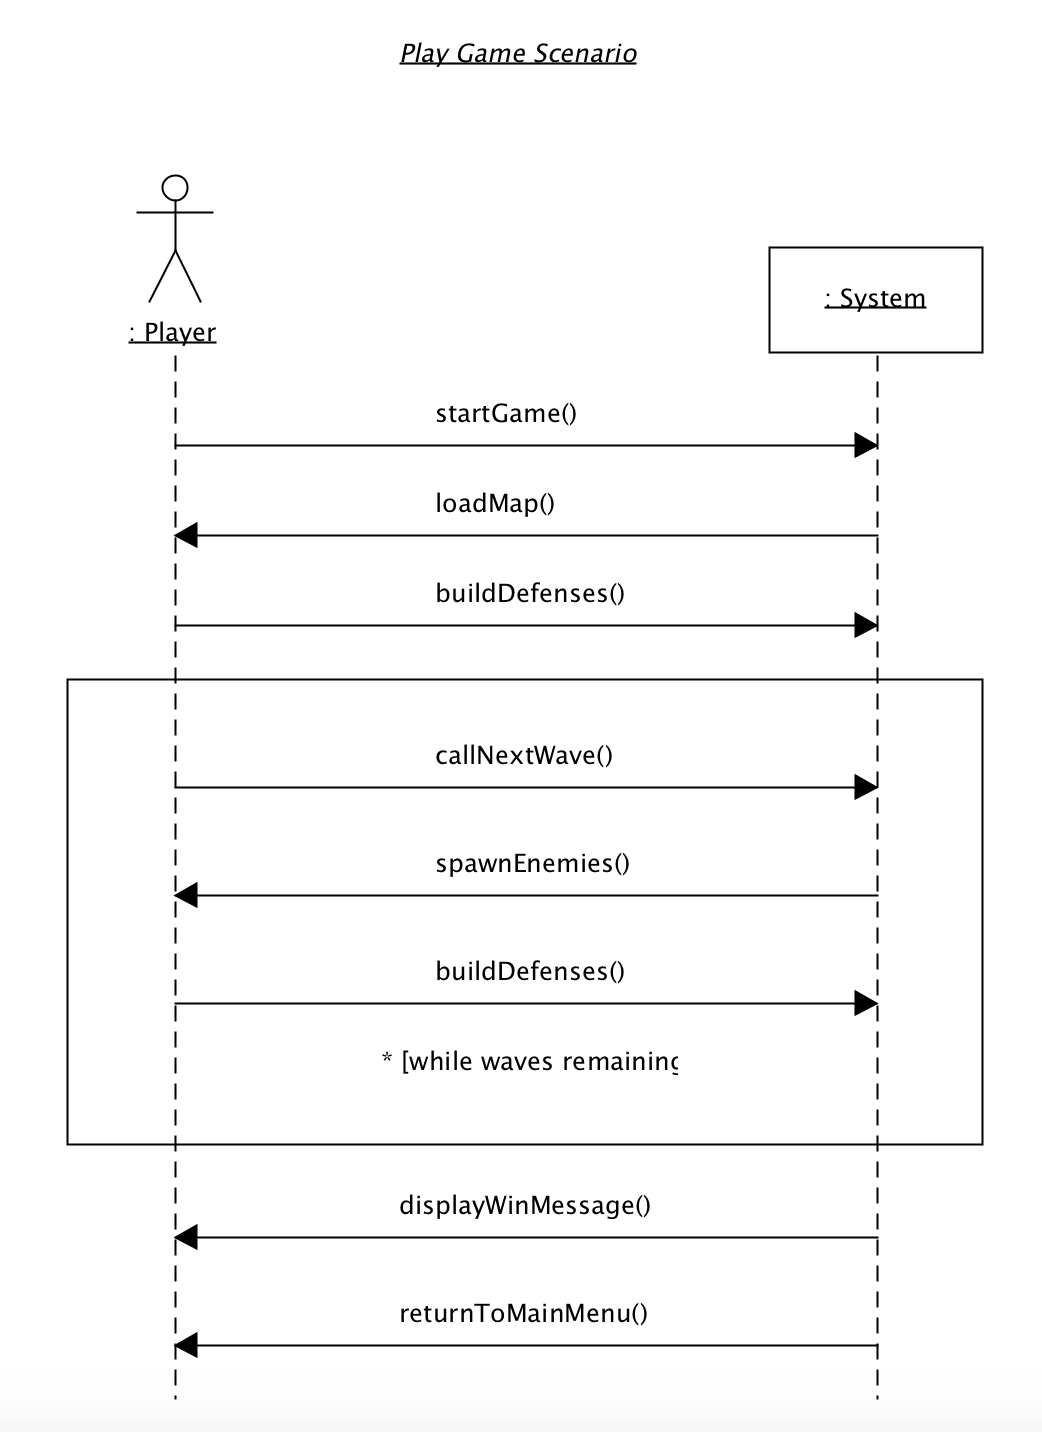 Play Game Scenario
: Player
: System
startGame()
loadMap()
buildDefenses()
callNextWave()
spawnEnemies()
buildDefenses()
* [while waves remaining
displayWinMessage()
returnToMainMenu()